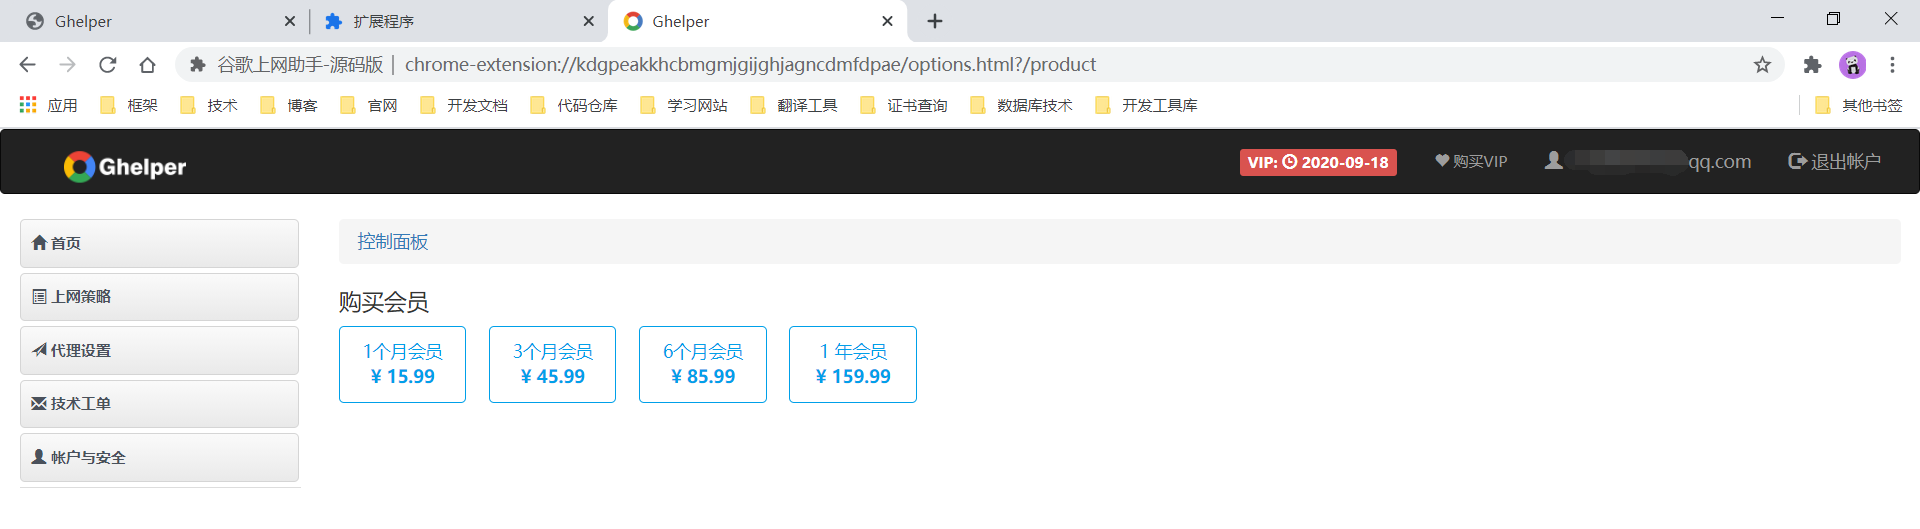 Ghelper
扩展程序
Ghelper
谷歌上网助手-源码版 | chrome-extension://kdgpeakkhcbmgmjgijghjagncdmfdpae/options.html?/product
应用 框架 技术 博客 官网 开发文档 代码仓库 学习网站 翻译工具 证书查询 数据库技术 开发工具库 其他书签
Ghelper
VIP: 2020-09-18
购买VIP
qq.com
退出帐户
首页
上网策略
代理设置
技术工单
帐户与安全
控制面板
购买会员
1个月会员
¥ 15.99
3个月会员
¥ 45.99
6个月会员
¥ 85.99
1 年会员
¥ 159.99